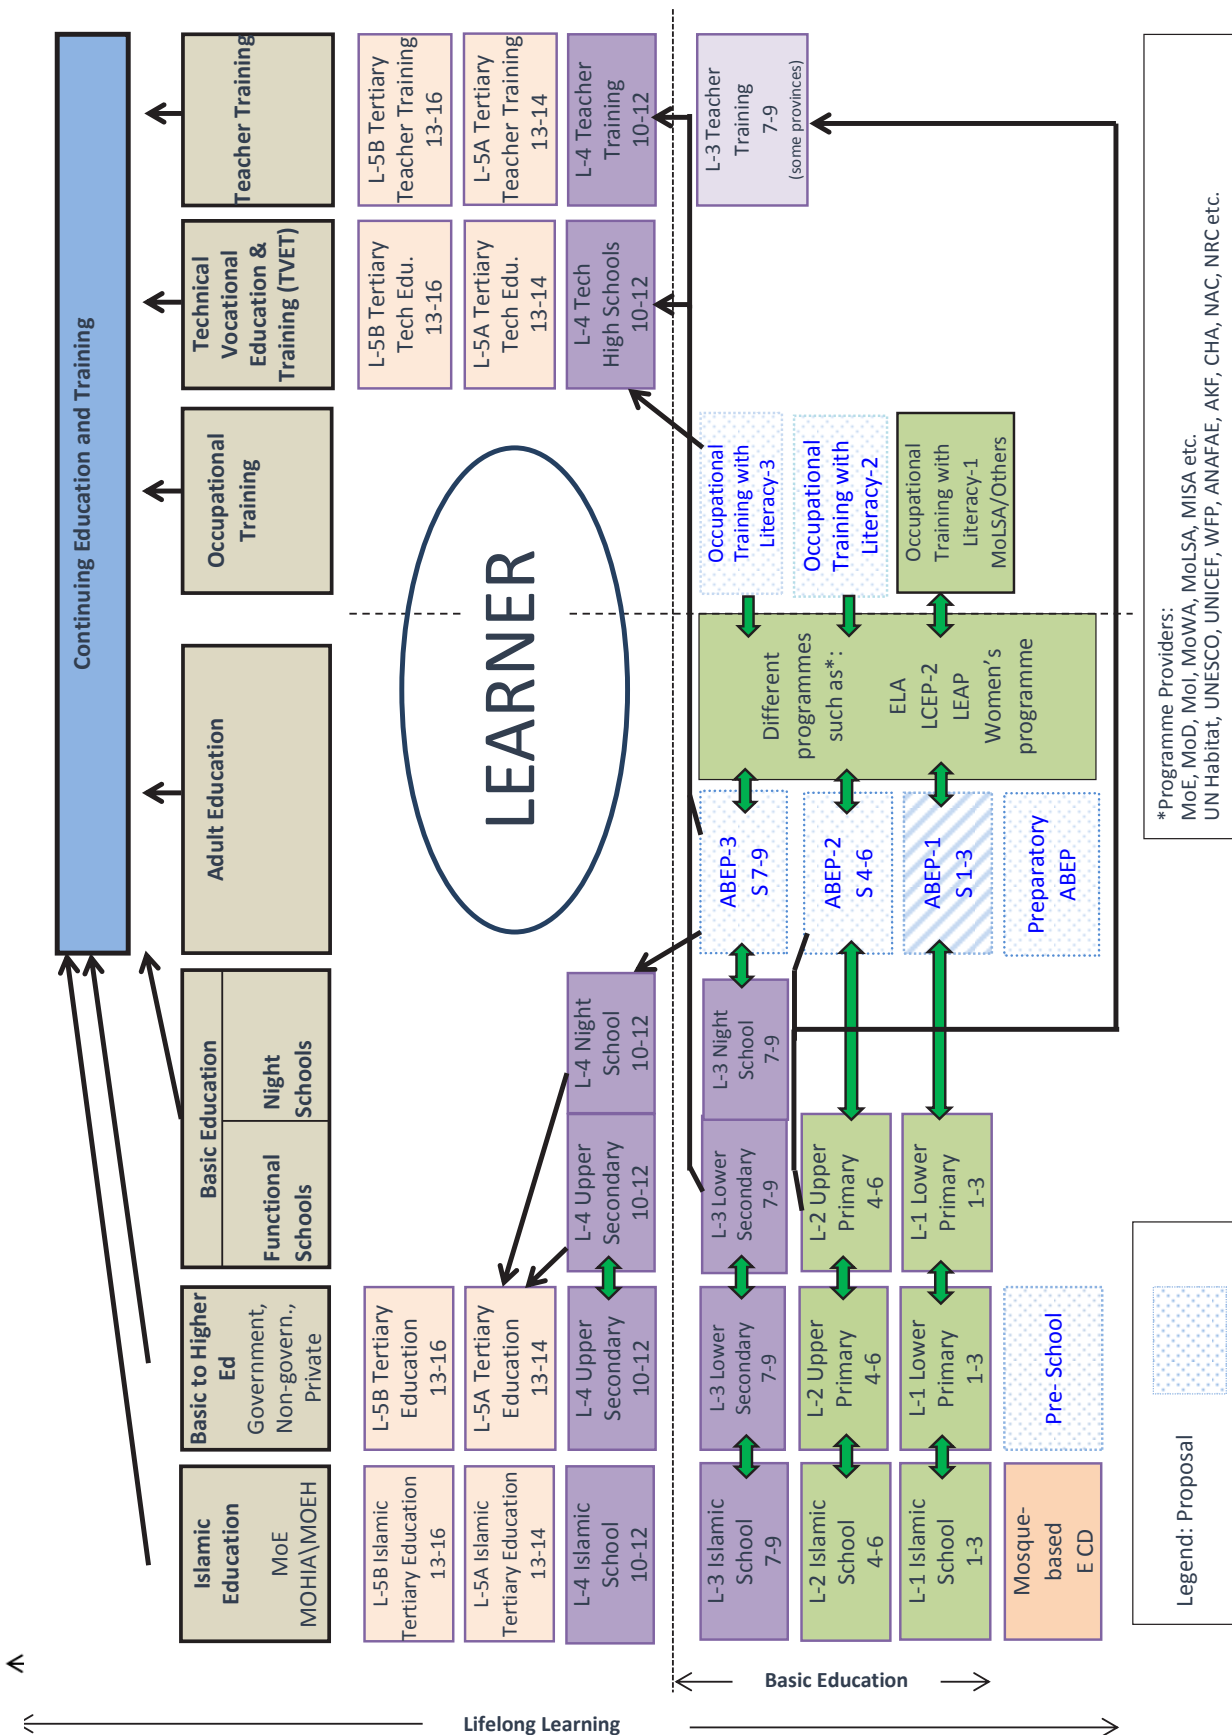 Continuing Education and Training
Islamic
Education
MoE
MOHIA\MOEH
Basic to Higher
Ed
Government,
Non-govern.,
Private
Basic Education
Functional
Schools
Night
Schools
Adult Education
Occupational
Training
Technical
Vocational
Education &
Training (TVET)
Teacher Training
L-5B Islamic
Tertiary Education
13-16
L-5B Tertiary
Education
13-16
L-5B Tertiary
Tech Edu.
13-16
L-5B Tertiary
Teacher Training
13-16
L-5A Islamic
Tertiary Education
13-14
L-5A Tertiary
Education
13-14
L-5A Tertiary
Tech Edu.
13-14
L-5A Tertiary
Teacher Training
13-14
LEARNER
L-4 Islamic
School
10-12
L-4 Upper
Secondary
10-12
L-4 Upper
Secondary
10-12
L-4 Night
School
10-12
L-4 Tech
High Schools
10-12
L-4 Teacher
Training
10-12
L-3 Islamic
School
7-9
L-3 Lower
Secondary
7-9
L-3 Lower
Secondary
7-9
L-3 Night
School
7-9
ABEP-3
S 7-9
Different
programmes
such as*:
ELA
LCEP-2
LEAP
Women's
programme
Occupational
Training with
Literacy-3
L-3 Teacher
Training
7-9
(some provinces)
L-2 Islamic
School
4-6
L-2 Upper
Primary
4-6
L-2 Upper
Primary
4-6
ABEP-2
S 4-6
Occupational
Training with
Literacy-2
L-1 Islamic
School
1-3
L-1 Lower
Primary
1-3
L-1 Lower
Primary
1-3
ABEP-1
S 1-3
Occupational
Training with
Literacy-1
MoLSA/Others
Mosque-
based
E CD
Pre- School
Preparatory
ABEP
Basic Education
Lifelong Learning
Legend: Proposal
*Programme Providers:
MoE, MoD, MoI, MoWA, MoLSA, MISA etc.
UN Habitat, UNESCO, UNICEF, WFP, ANAFAE, AKF, CHA, NAC, NRC etc.